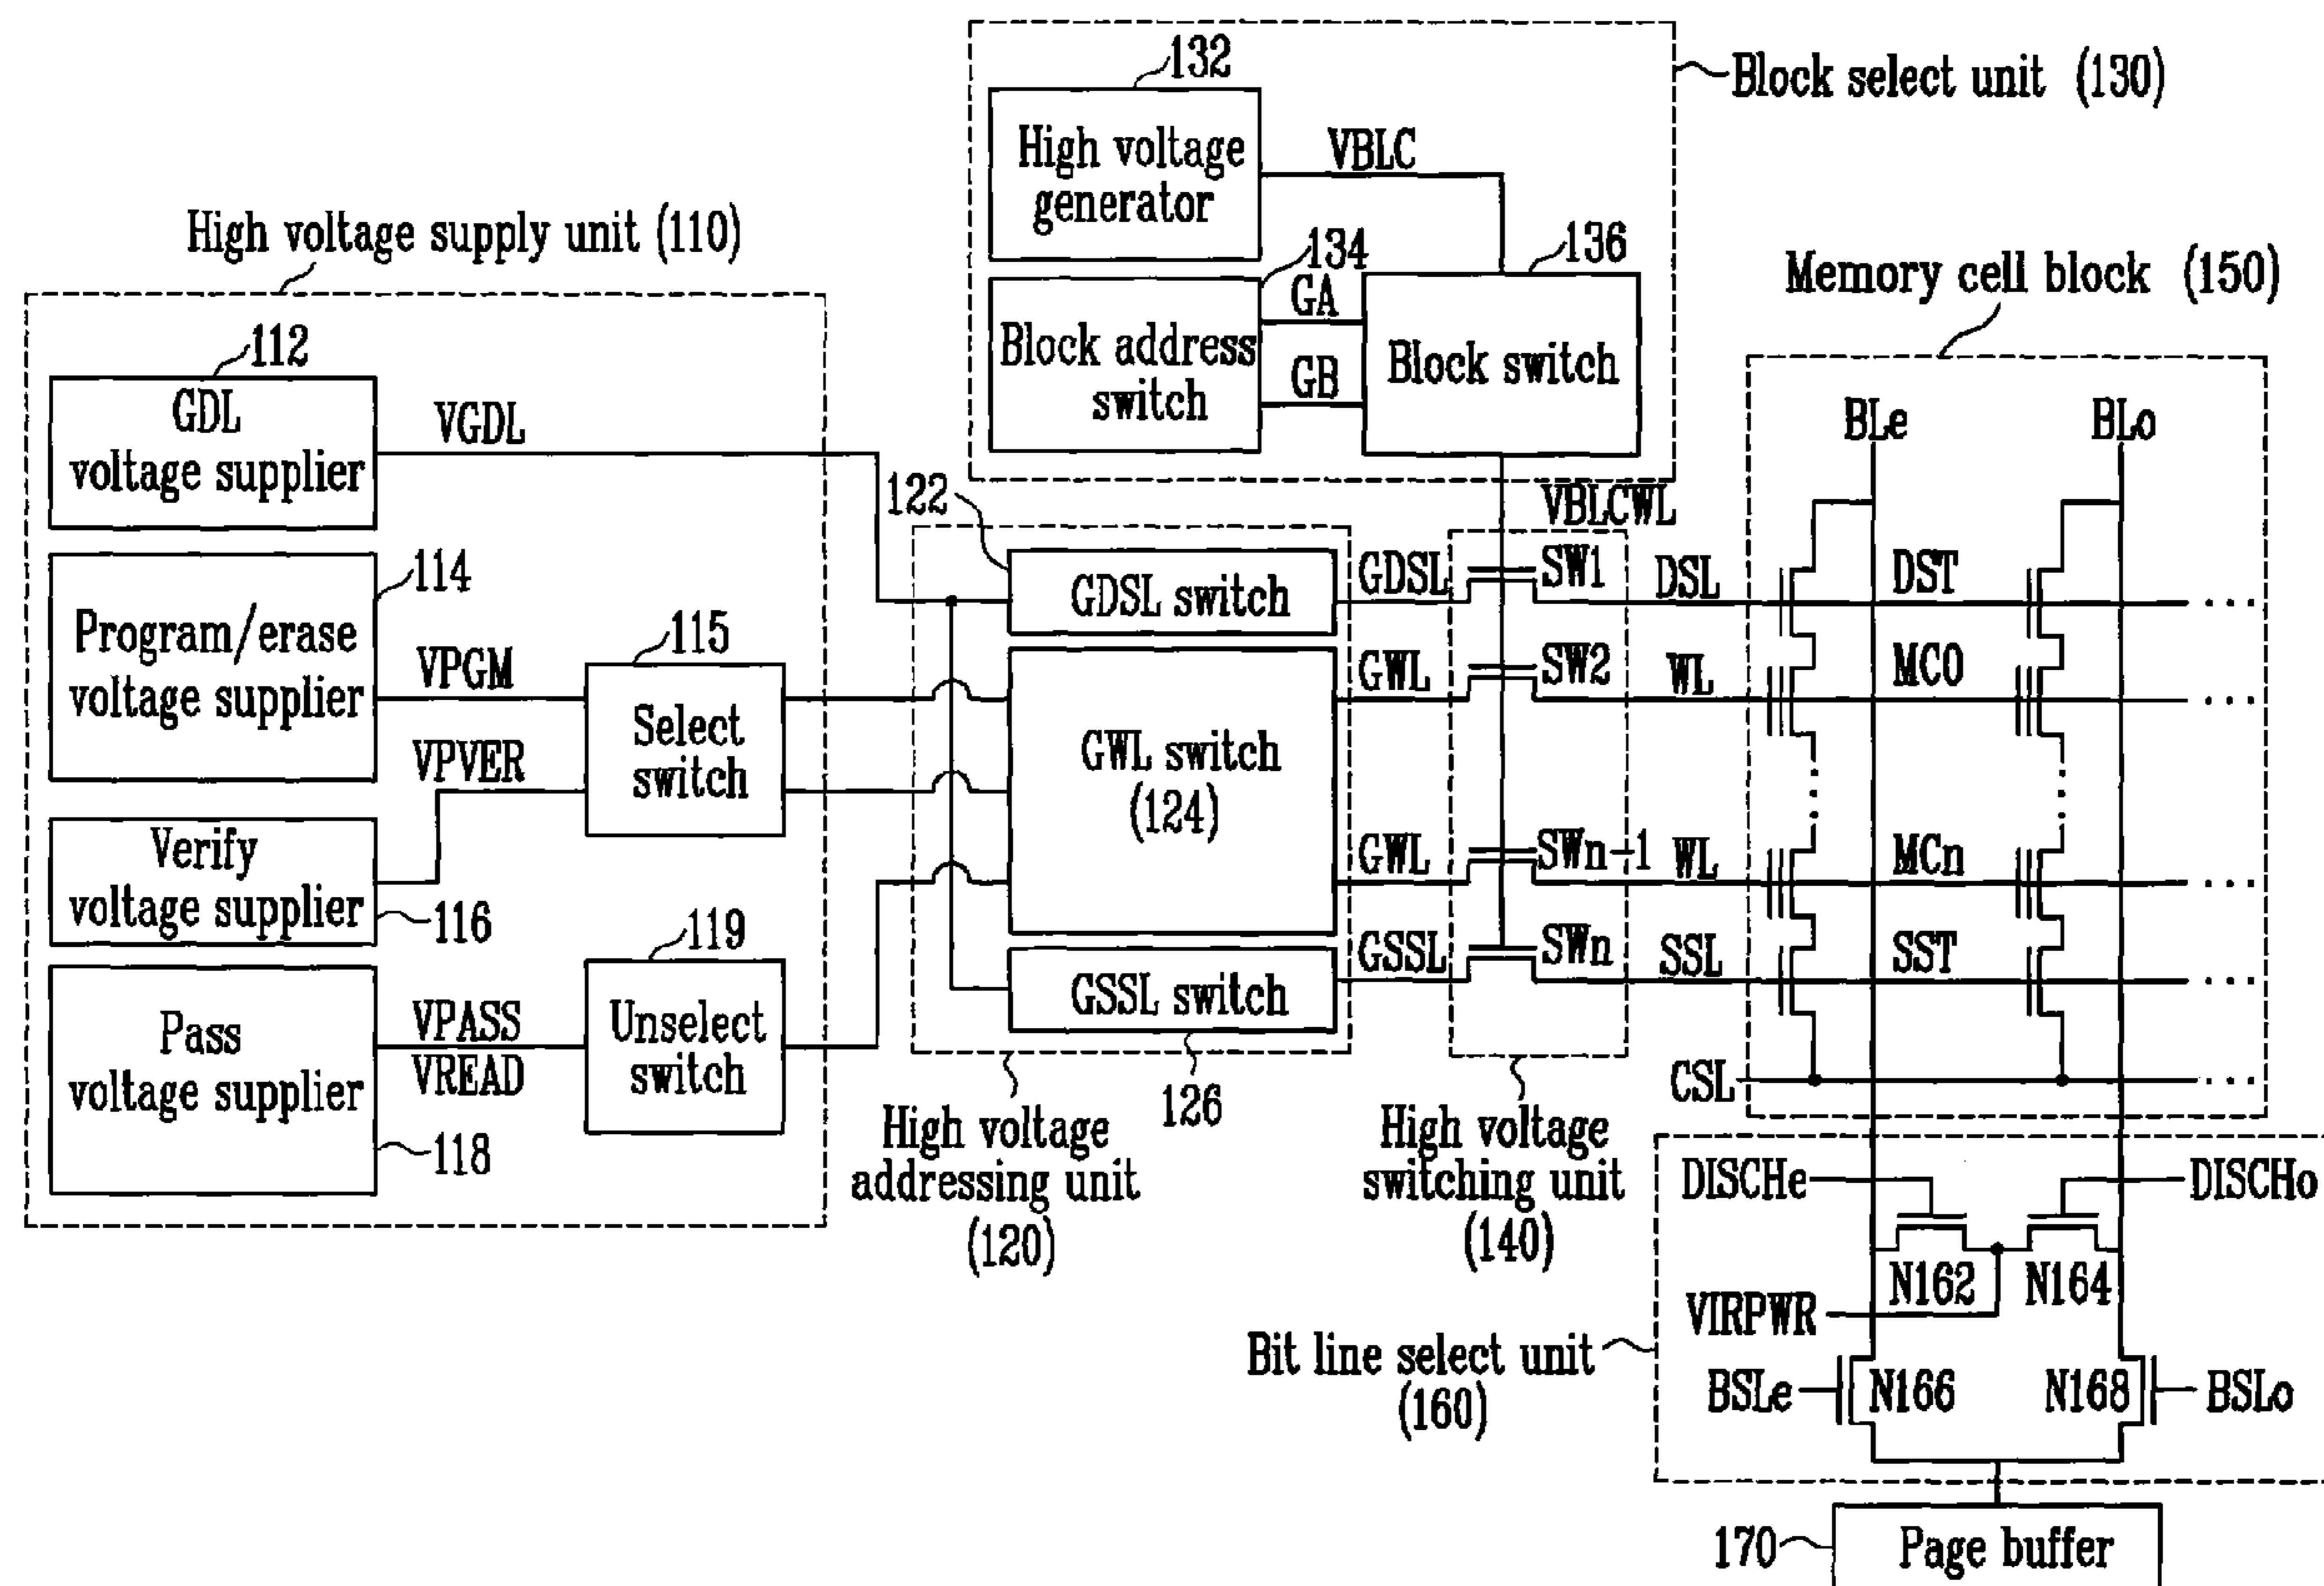 132
Block select unit (130)
High voltage
generator
VBLC
High voltage supply unit (110)
134
136
Memory cell block (150)
GA
Block address
switch
GB
Block switch
112
GDL
voltage supplier
VGDL
BLe
BLo
122
VBLCWL
114
GDSL switch
GDSL
SW1
DSL
DST
Program/erase
voltage supplier
115
VPGM
GWL
SW2
WL
MC0
Select
switch
VPVER
GWL switch
(124)
Verify
voltage supplier
GWL
SWn-1
WL
MCn
116
119
GSSL
SWn
SSL
SST
GSSL switch
Pass
voltage supplier
VPASS
VREAD
Unselect
switch
CSL
126
118
High voltage
addressing unit
(120)
High voltage
switching unit
(140)
DISCHe
DISCHo
N162
N164
VIRPWR
Bit line select unit
(160)
BSLe
N166
N168
BSLo
170
Page buffer